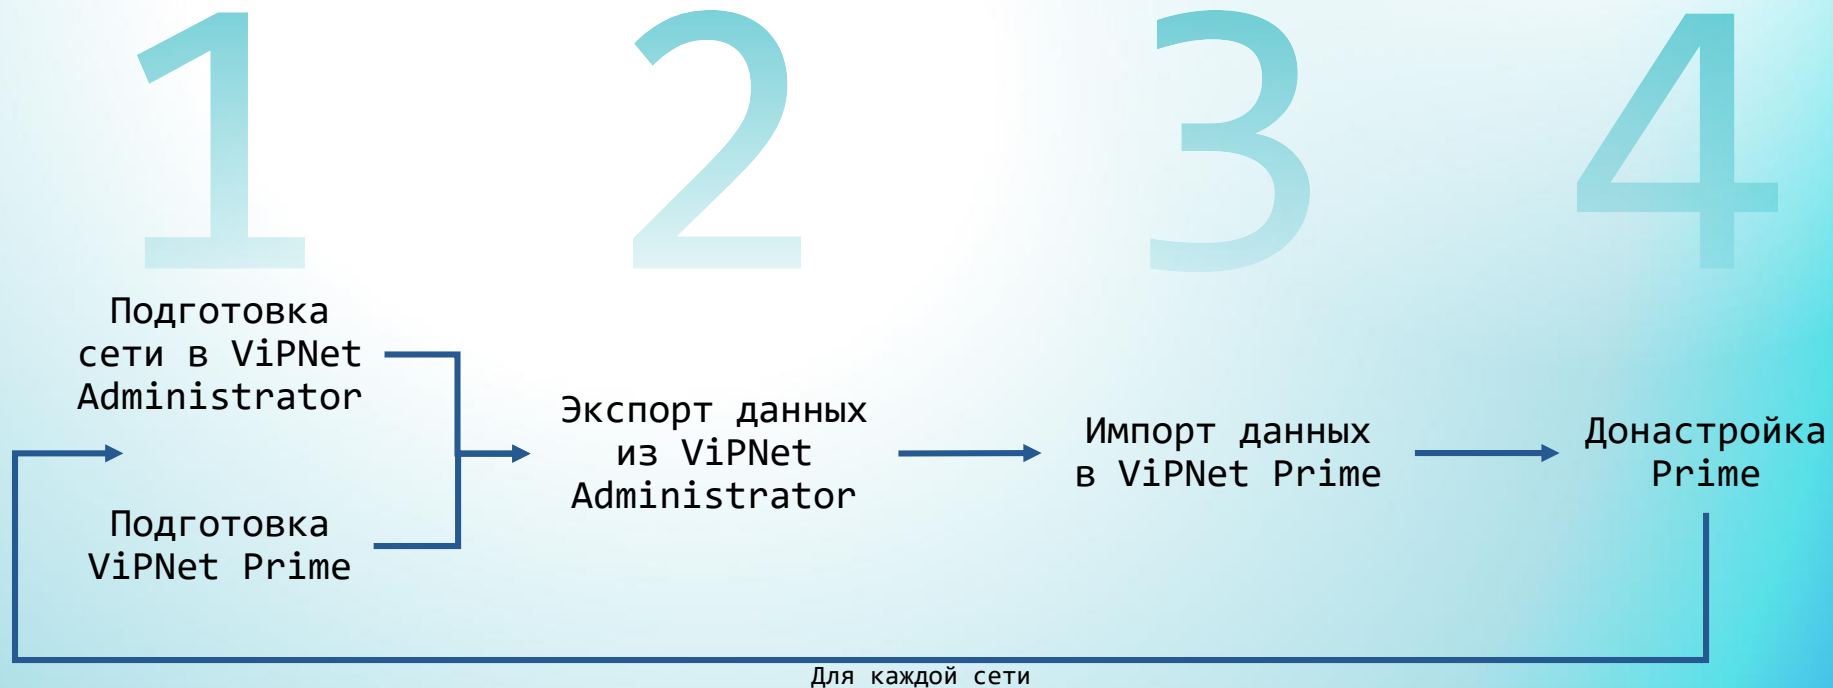 1
2
3
4
Подготовка
сети в ViPNet
Administrator
Подготовка
ViPNet Prime
Экспорт данных
из ViPNet
Administrator
Импорт данных
в ViPNet Prime
Донастройка
Prime
Для каждой сети